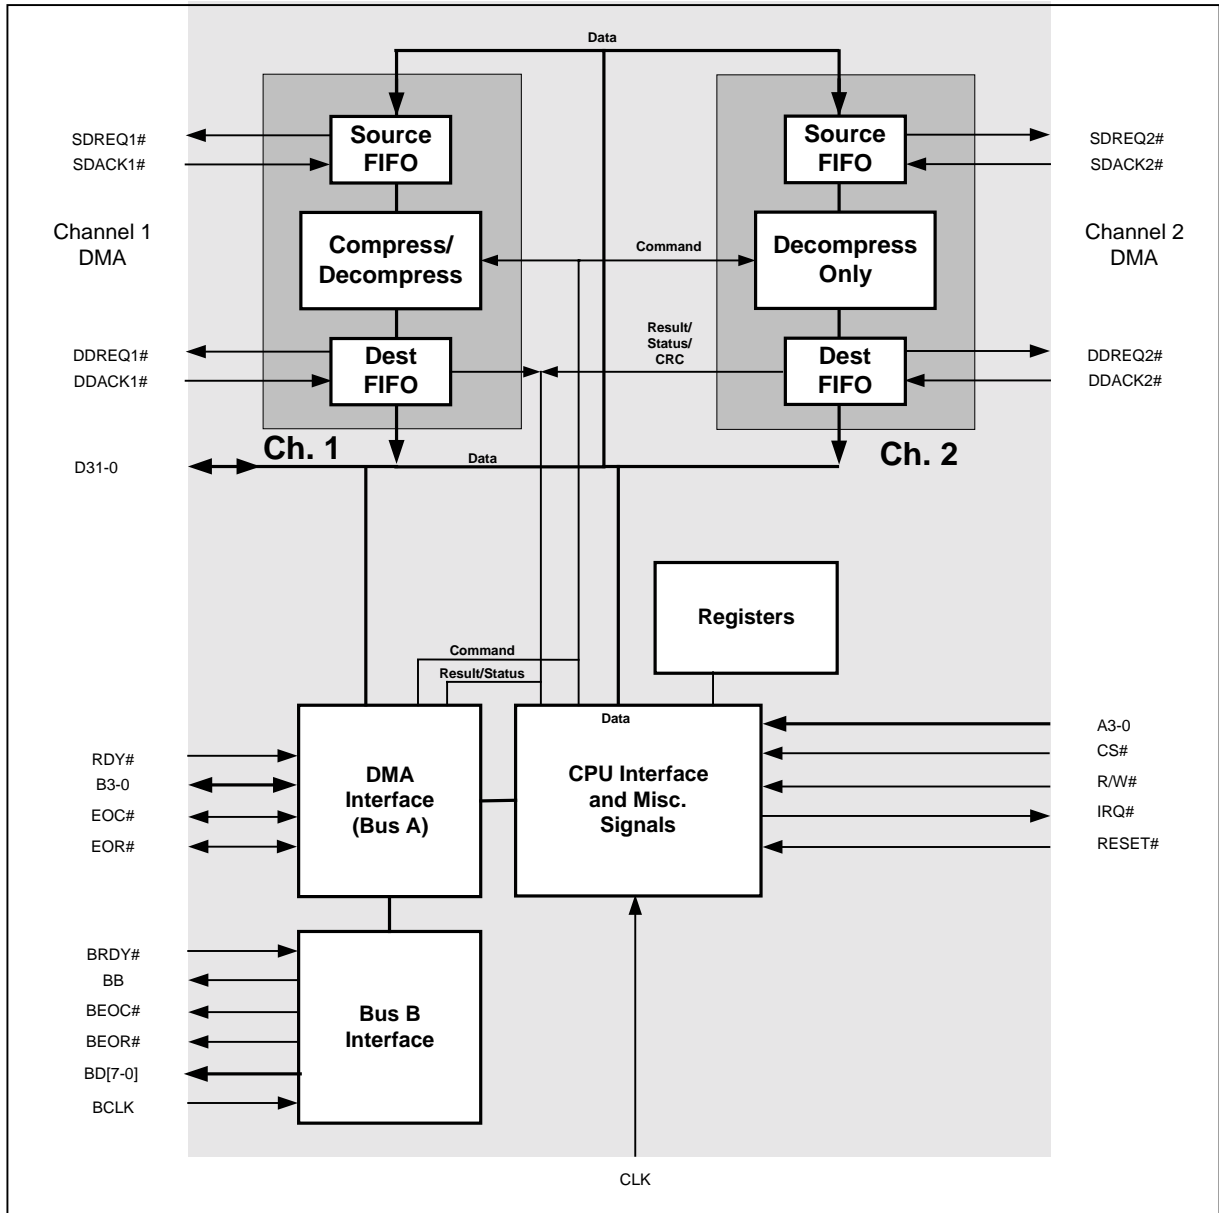 Data
Source
FIFO
Source
FIFO
SDREQ1#
SDACK1#
SDREQ2#
SDACK2#
Channel 1
DMA
Compress/
Decompress
Command
Decompress
Only
Channel 2
DMA
DDREQ1#
DDACK1#
Dest
FIFO
Result/
Status/
CRC
Dest
FIFO
DDREQ2#
DDACK2#
Ch. 1
Ch. 2
D31-0
Data
Registers
Command
Result/Status
Data
RDY#
B3-0
EOC#
EOR#
DMA
Interface
(Bus A)
CPU Interface
and Misc.
Signals
A3-0
CS#
R/W#
IRQ#
RESET#
BRDY#
BB
BEOC#
BEOR#
BD[7-0]
BCLK
Bus B
Interface
CLK